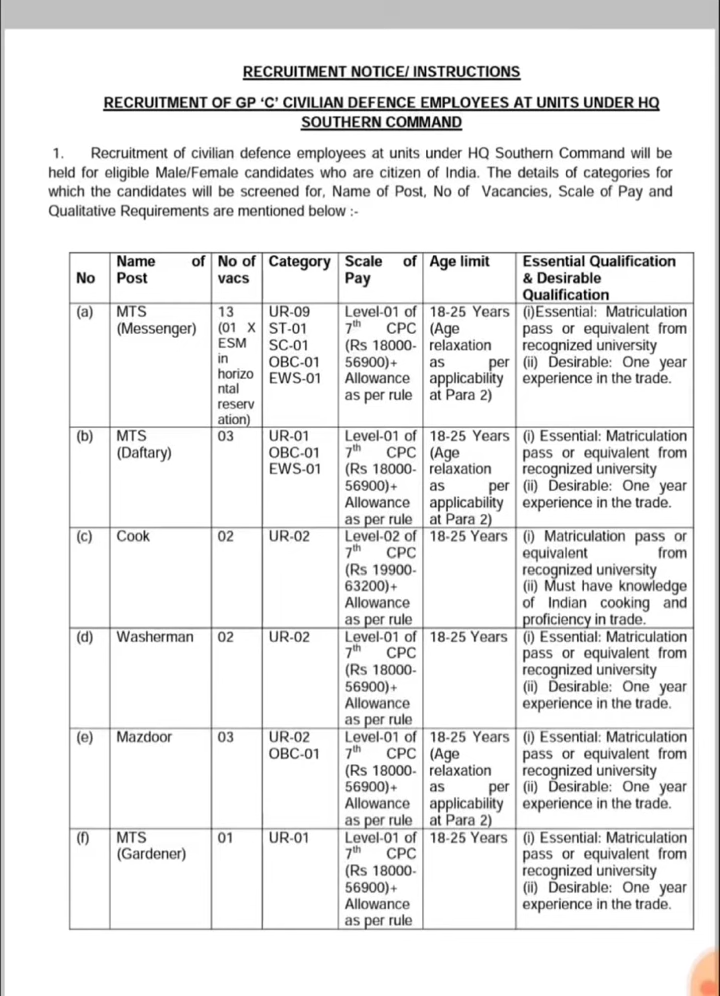 RECRUITMENT NOTICE/ INSTRUCTIONS
RECRUITMENT OF GP ‘C’ CIVILIAN DEFENCE EMPLOYEES AT UNITS UNDER HQ
SOUTHERN COMMAND
1. Recruitment of civilian defence employees at units under HQ Southern Command will be
held for eligible Male/Female candidates who are citizen of India. The details of categories for
which the candidates will be screened for, Name of Post, No of Vacancies, Scale of Pay and
Qualitative Requirements are mentioned below :-
No
Name of
Post
No of
vacs
Category
Scale of
Pay
Age limit
Essential Qualification
& Desirable
Qualification
(a)
MTS
(Messenger)
13
(01 X
ESM
in
horizo
ntal
reserv
ation)
UR-09
ST-01
SC-01
OBC-01
EWS-01
Level-01 of
7th CPC
(Rs 18000-
56900)+
Allowance
as per rule
18-25 Years
(Age
relaxation
as per
applicability
at Para 2)
(i)Essential: Matriculation
pass or equivalent from
recognized university
(ii) Desirable: One year
experience in the trade.
(b)
MTS
(Daftary)
03
UR-01
OBC-01
EWS-01
Level-01 of
7th CPC
(Rs 18000-
56900)+
Allowance
as per rule
18-25 Years
(Age
relaxation
as per
applicability
at Para 2)
(i) Essential: Matriculation
pass or equivalent from
recognized university
(ii) Desirable: One year
experience in the trade.
(c)
Cook
02
UR-02
Level-02 of
7th CPC
(Rs 19900-
63200)+
Allowance
as per rule
18-25 Years
(i) Matriculation pass or
equivalent from
recognized university
(ii) Must have knowledge
of Indian cooking and
proficiency in trade.
(d)
Washerman
02
UR-02
Level-01 of
7th CPC
(Rs 18000-
56900)+
Allowance
as per rule
18-25 Years
(i) Essential: Matriculation
pass or equivalent from
recognized university
(ii) Desirable: One year
experience in the trade.
(e)
Mazdoor
03
UR-02
OBC-01
Level-01 of
7th CPC
(Rs 18000-
56900)+
Allowance
as per rule
18-25 Years
(Age
relaxation
as per
applicability
at Para 2)
(i) Essential: Matriculation
pass or equivalent from
recognized university
(ii) Desirable: One year
experience in the trade.
(f)
MTS
(Gardener)
01
UR-01
Level-01 of
7th CPC
(Rs 18000-
56900)+
Allowance
as per rule
18-25 Years
(i) Essential: Matriculation
pass or equivalent from
recognized university
(ii) Desirable: One year
experience in the trade.